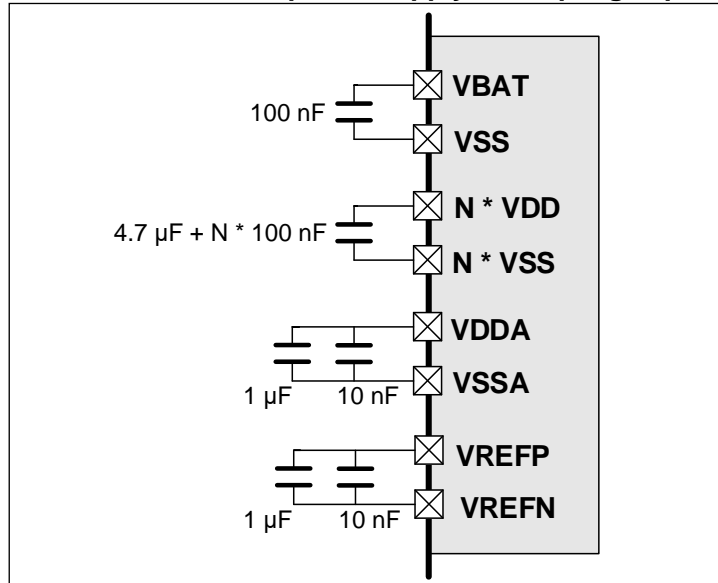 VBAT
100 nF
VSS
N * VDD
4.7 µF + N * 100 nF
N * VSS
VDDA
VSSA
1 µF 10 nF
VREFP
VREFN
1 µF 10 nF